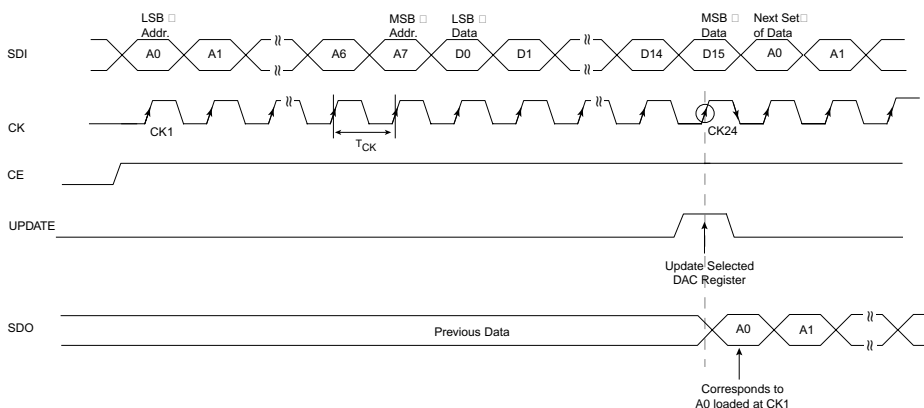 LSB
Addr.
MSB
Addr.
LSB
Data
MSB
Data
Next Set
of Data
SDI
A0
A1
A6
A7
D0
D1
D14
D15
A0
A1
CK
CK1
TCK
CK24
CE
UPDATE
Update Selected
DAC Register
SDO
Previous Data
A0
A1
Corresponds to
A0 loaded at CK1